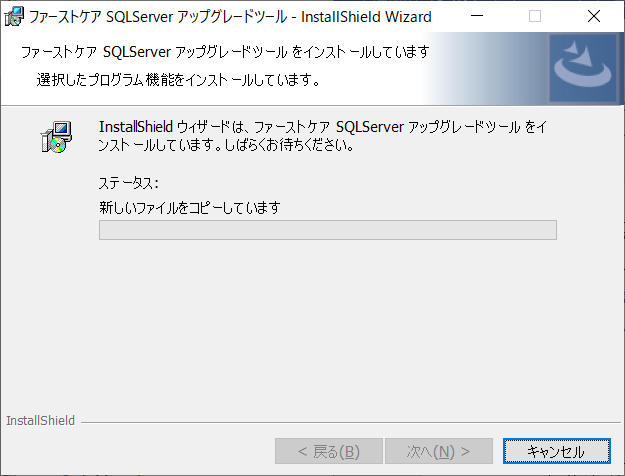 ファーストケア SQLServer アップグレードツール - InstallShield Wizard
ファーストケア SQLServer アップグレードツール をインストールしています
選択したプログラム機能をインストールしています。
InstallShield ウィザードは、ファーストケア SQLServer アップグレードツール をイ
ンストールしています。しばらくお待ちください。
ステータス:
新しいファイルをコピーしています
InstallShield
< 戻る(B)
次へ(N) >
キャンセル